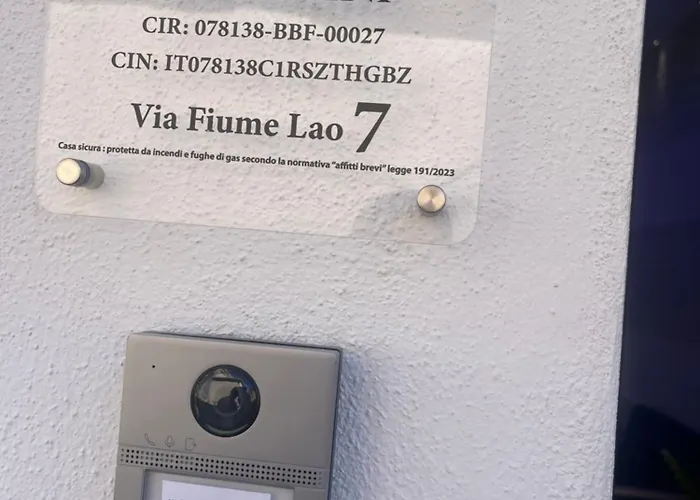 CIR: 078138-BBF-00027
CIN: IT078138C1RSZTHGBZ
Via Fiume Lao 7
Casa sicura : protetta da incendi e fughe di gas secondo la normativa "affitti brevi" legge 191/2023